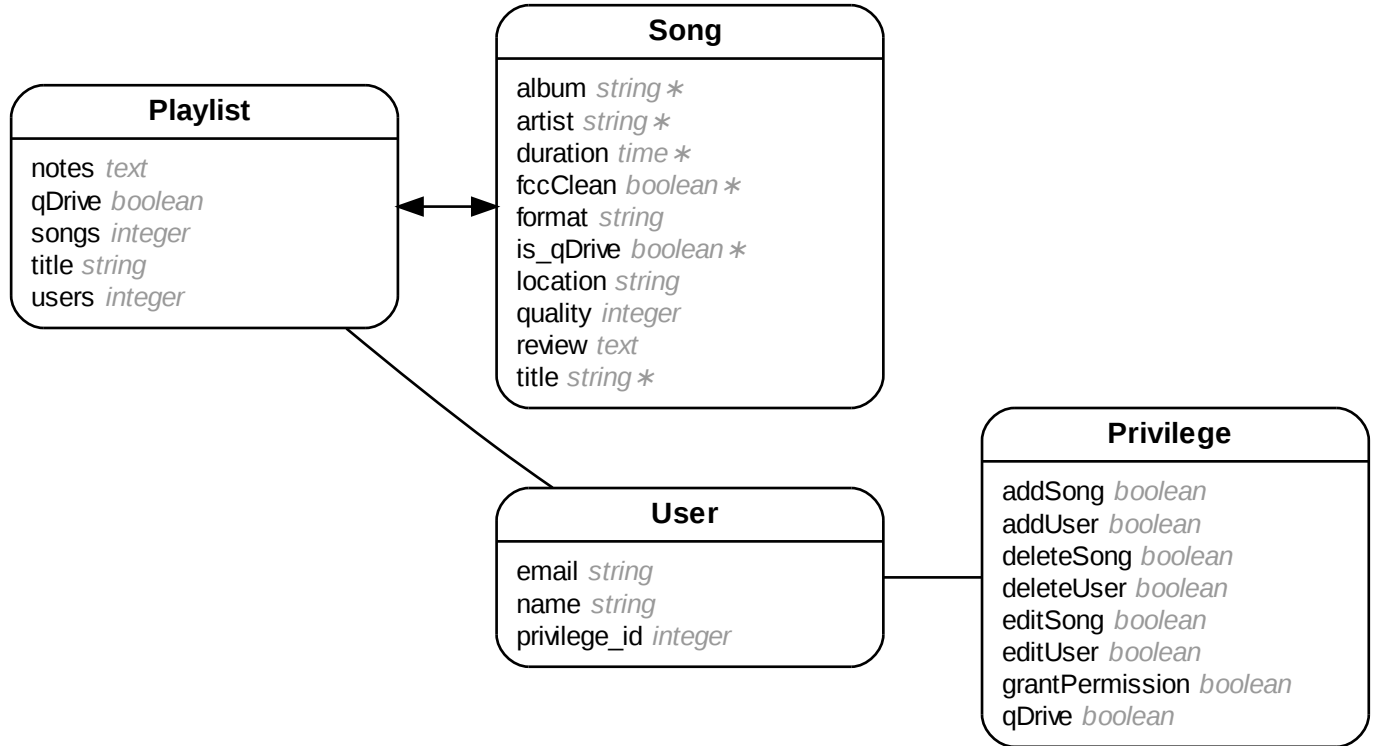 Playlist
notes text
qDrive boolean
songs integer
title string
users integer
Song
album string ∗
artist string ∗
duration time ∗
fccClean boolean ∗
format string
is_qDrive boolean ∗
location string
quality integer
review text
title string ∗
User
email string
name string
privilege_id integer
Privilege
addSong boolean
addUser boolean
deleteSong boolean
deleteUser boolean
editSong boolean
editUser boolean
grantPermission boolean
qDrive boolean